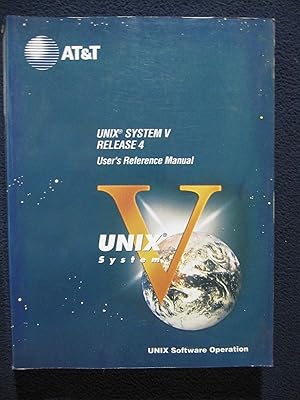 AT&T
UNIX® SYSTEM V
RELEASE 4
User's Reference Manual
V
UNIX®
System
UNIX Software Operation